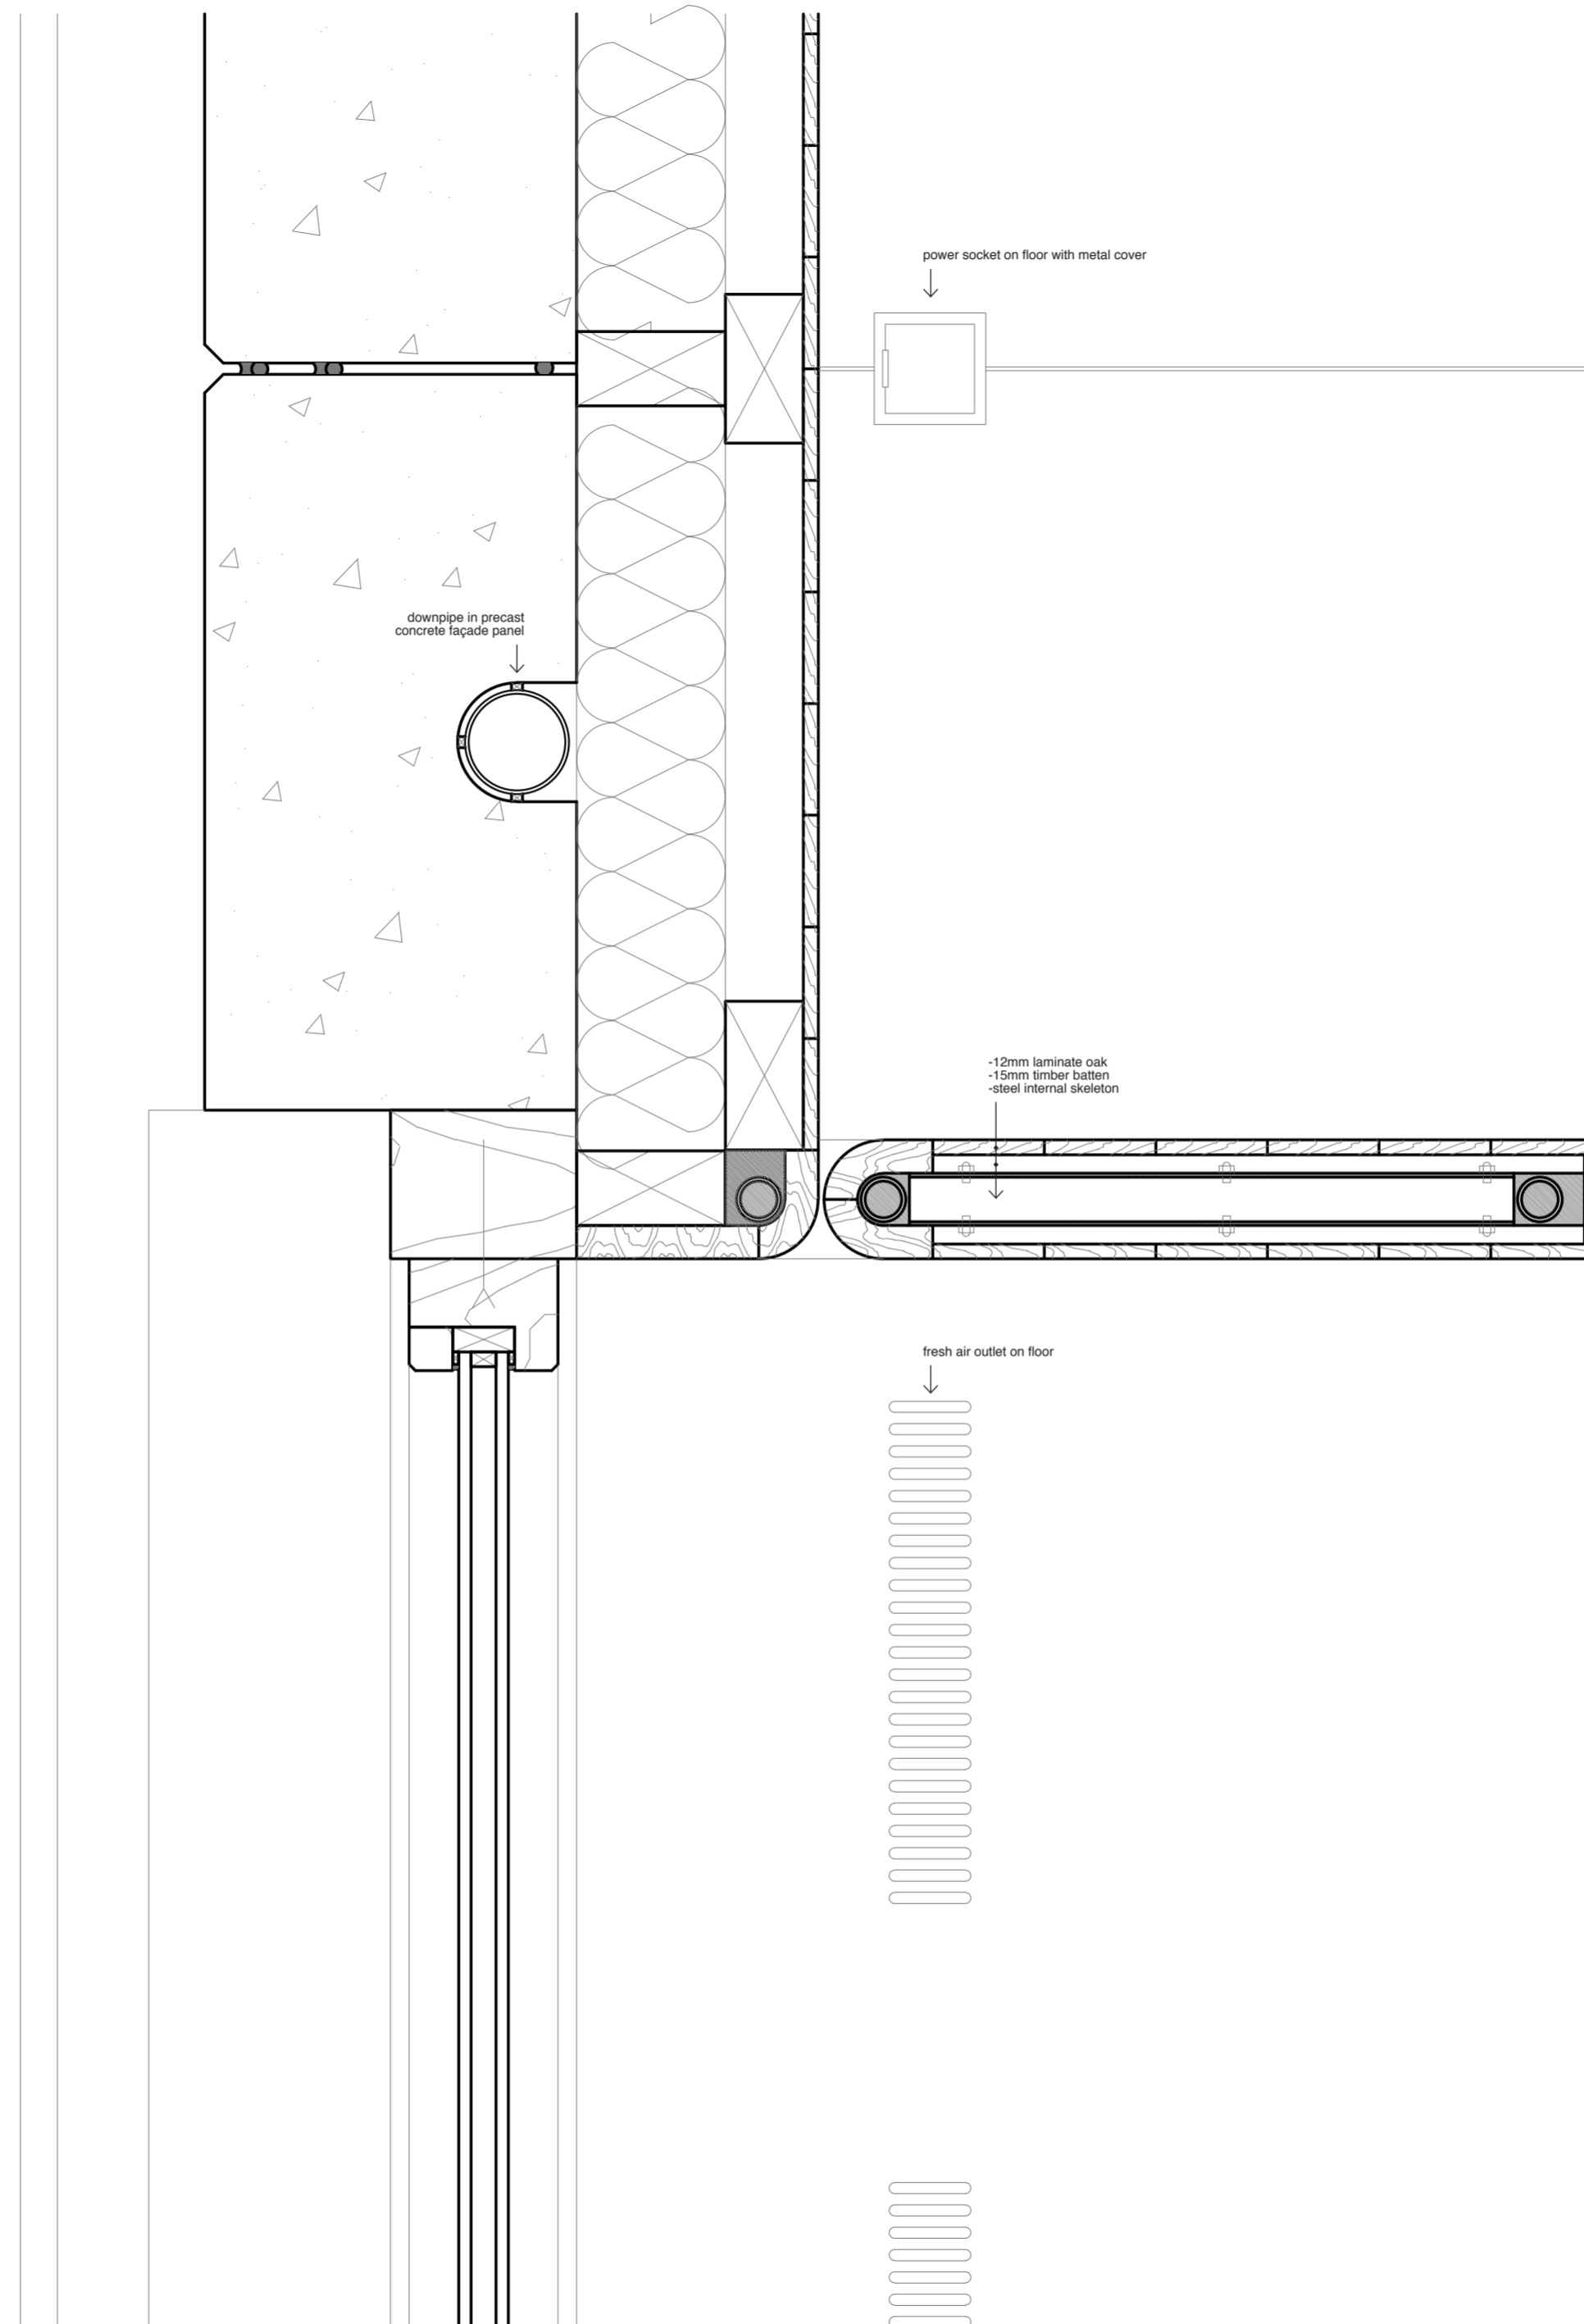 power socket on floor with metal cover
downpipe in precast
concrete façade panel
-12mm laminate oak
-15mm timber batten
-steel internal skeleton
fresh air outlet on floor